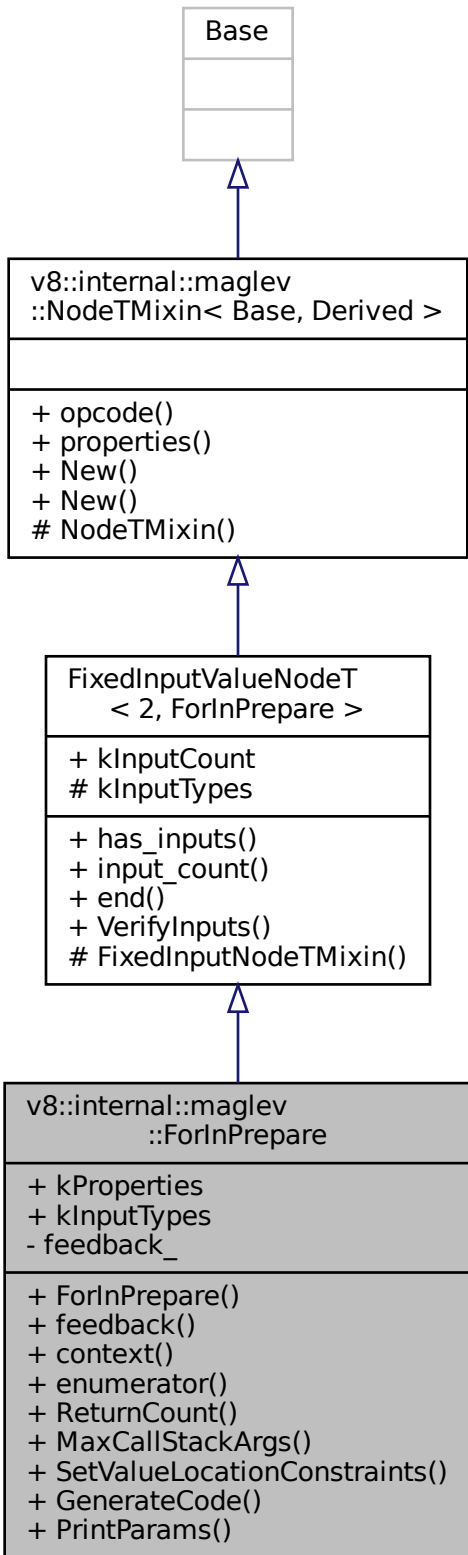 Base
v8::internal::maglev
::NodeTMixin< Base, Derived >
+ opcode()
+ properties()
+ New()
+ New()
# NodeTMixin()
FixedInputValueNodeT
< 2, ForInPrepare >
+ kInputCount
# kInputTypes
+ has_inputs()
+ input_count()
+ end()
+ VerifyInputs()
# FixedInputNodeTMixin()
v8::internal::maglev
::ForInPrepare
+ kProperties
+ kInputTypes
- feedback_
+ ForInPrepare()
+ feedback()
+ context()
+ enumerator()
+ ReturnCount()
+ MaxCallStackArgs()
+ SetValueLocationConstraints()
+ GenerateCode()
+ PrintParams()